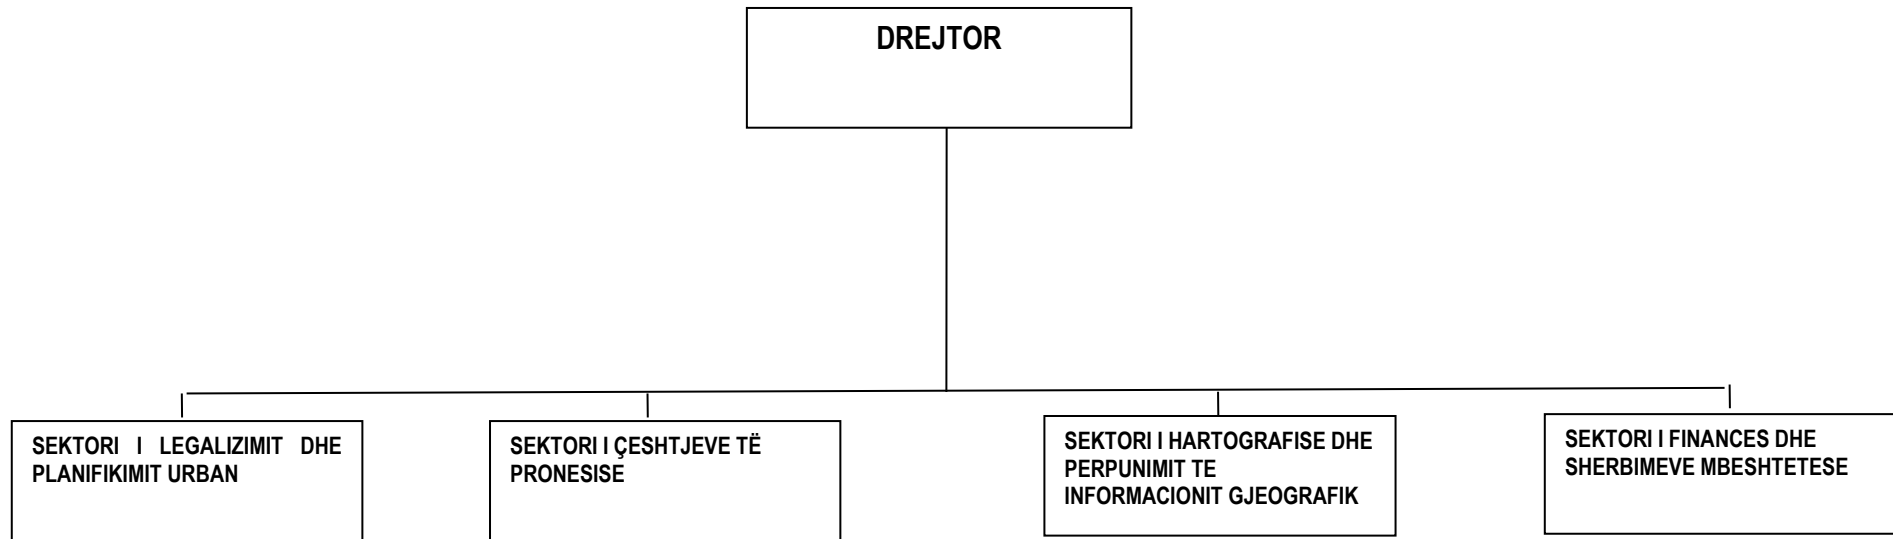 DREJTOR
SEKTORI I LEGALIZIMIT DHE
PLANIFIKIMIT URBAN
SEKTORI I ÇESHTJEVE TË
PRONESISE
SEKTORI I HARTOGRAFISE DHE
PERPUNIMIT TE
INFORMACIONIT GJEOGRAFIK
SEKTORI I FINANCES DHE
SHERBIMEVE MBESHTETESE